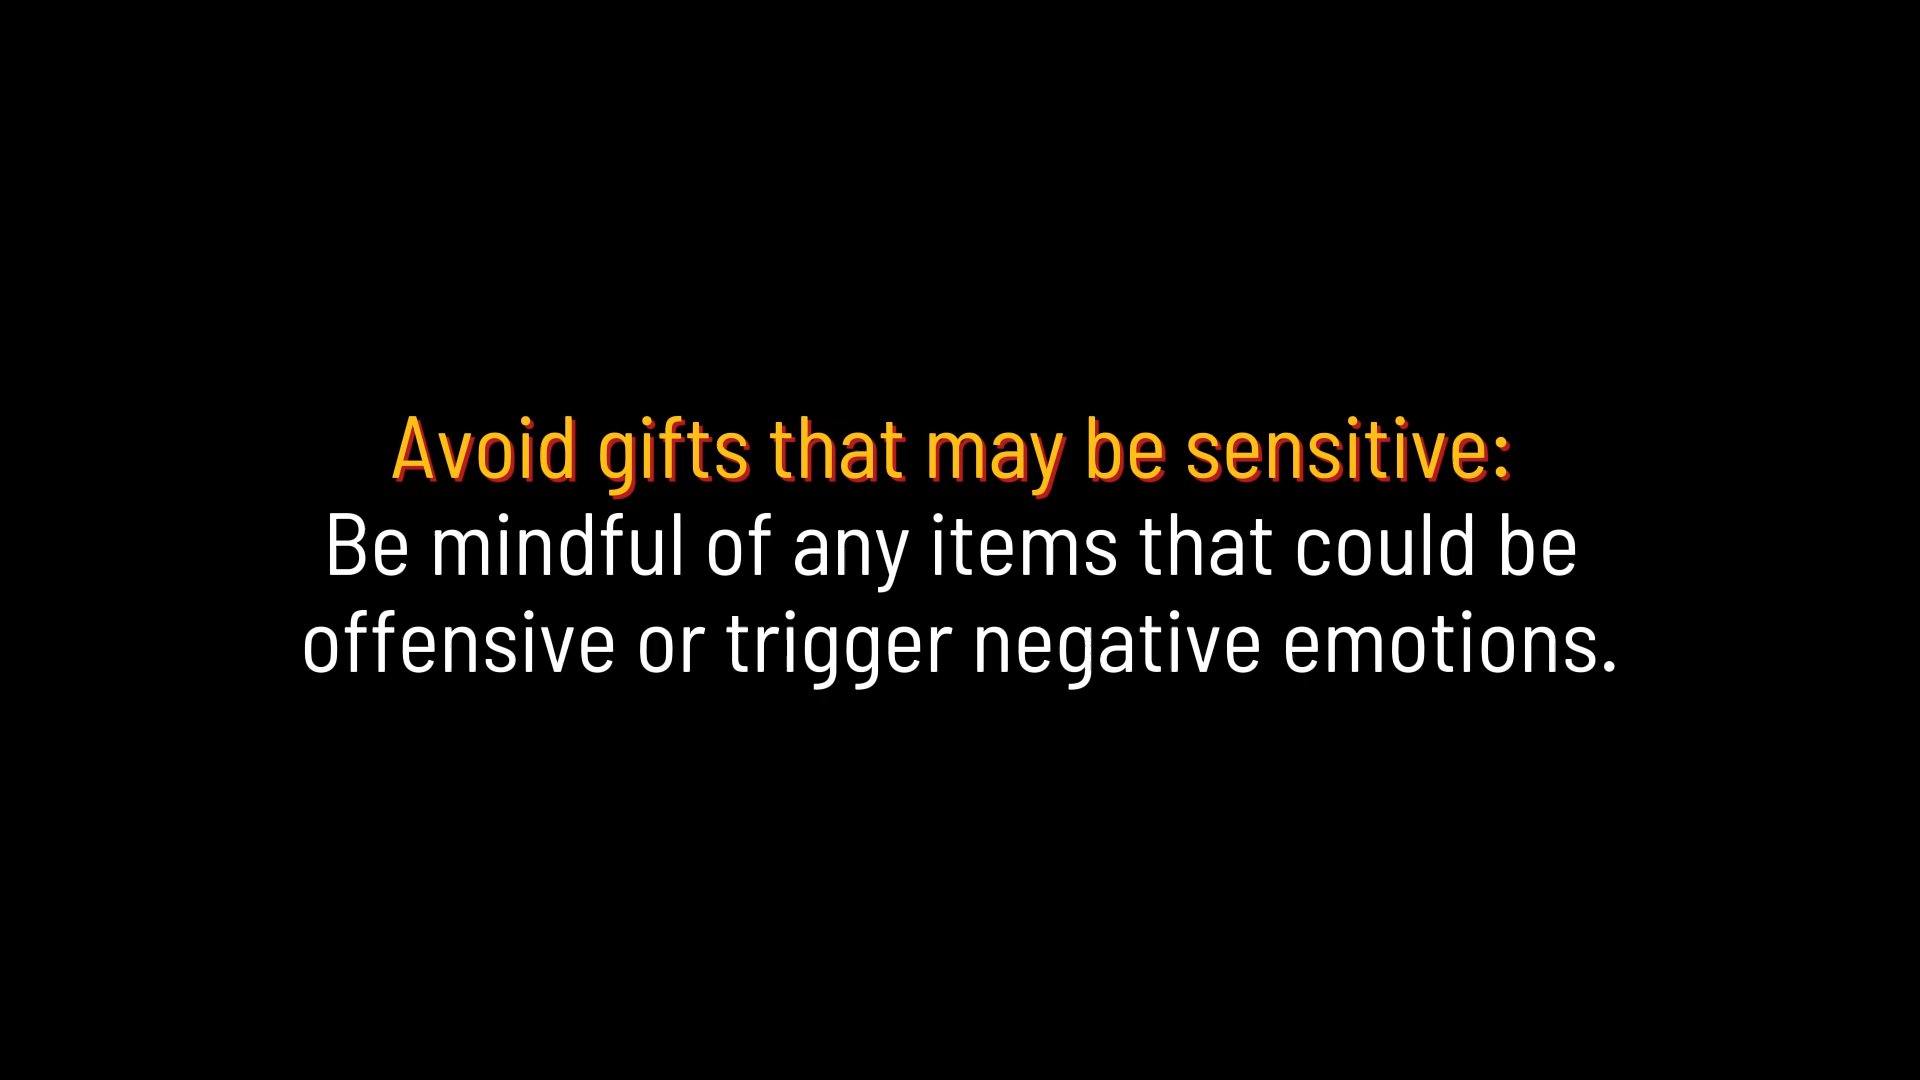 Avoid gifts that may be sensitive:
Be mindful of any items that could be
offensive or trigger negative emotions.